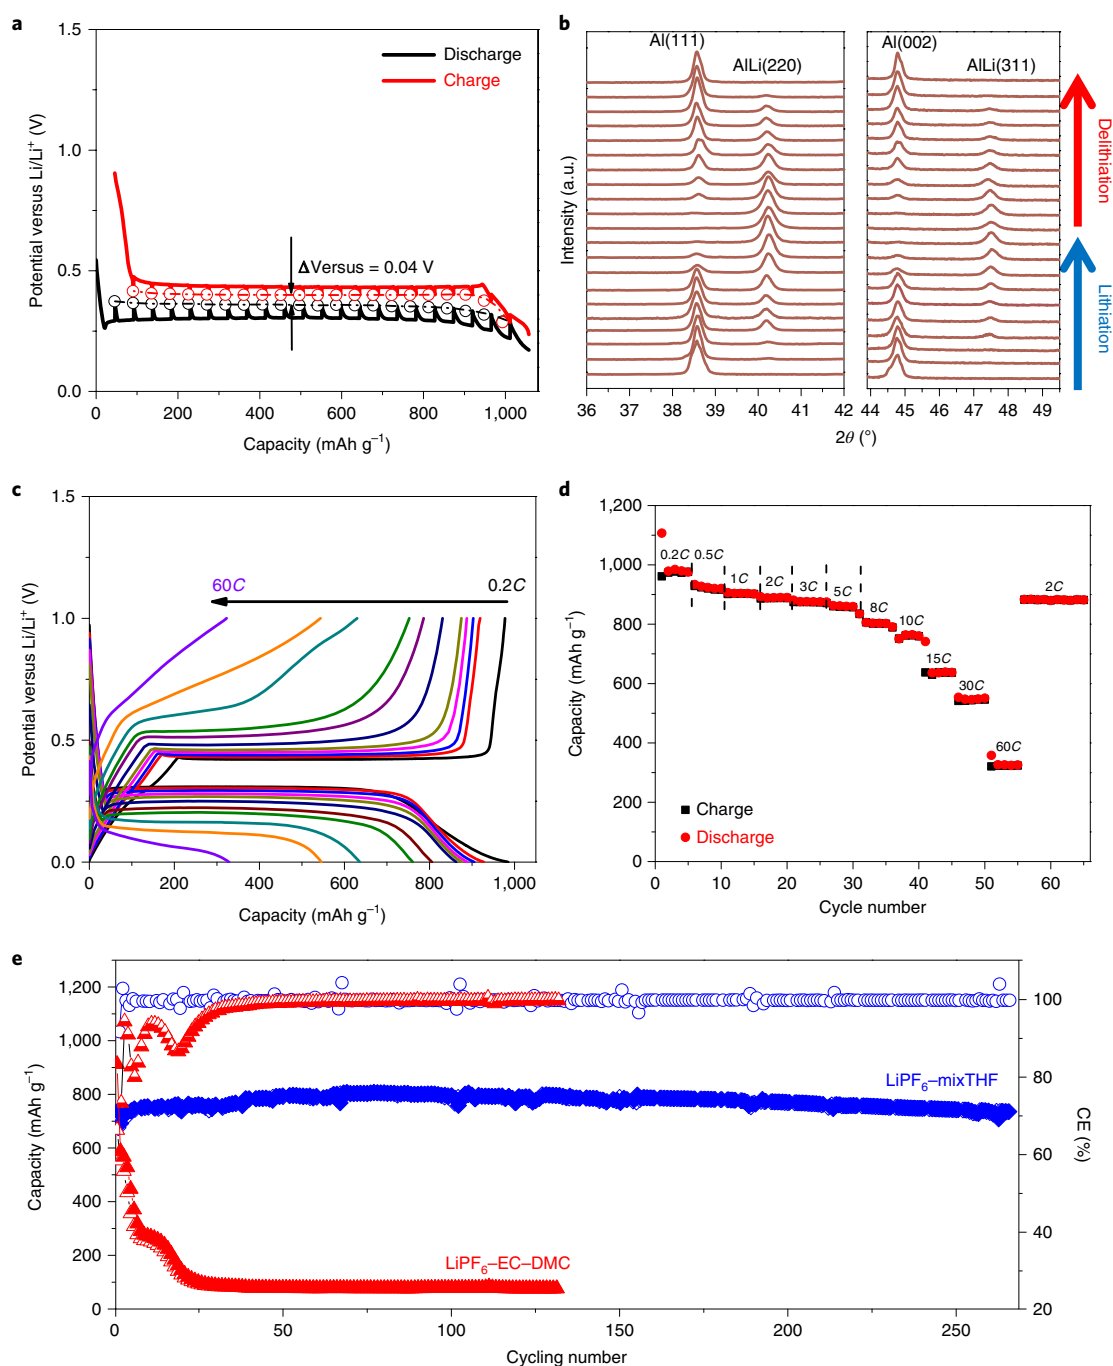 a
1.5
1.0
0.5
0.0
Potential versus Li/Li⁺ (V)
Discharge
Charge
ΔVersus = 0.04 V
0 200 400 600 800 1,000
Capacity (mAh g⁻¹)
b
Al(111)
AlLi(220)
Al(002)
AlLi(311)
Intensity (a.u.)
Delithiation
Lithiation
36 37 38 39 40 41 42 44 45 46 47 48 49
2θ (°)
c
1.5
1.0
0.5
0.0
Potential versus Li/Li⁺ (V)
60C
0.2C
0 200 400 600 800 1,000
Capacity (mAh g⁻¹)
d
1,200
1,000
800
600
400
200
0
Capacity (mAh g⁻¹)
0.2C 0.5C
1C
2C
3C
5C
8C
10C
15C
30C
60C
2C
Charge
Discharge
0 10 20 30 40 50 60
Cycle number
e
1,200
1,000
800
600
400
200
0
Capacity (mAh g⁻¹)
LiPF₆–mixTHF
LiPF₆–EC–DMC
100
80
60
40
20
CE (%)
0 50 100 150 200 250
Cycling number